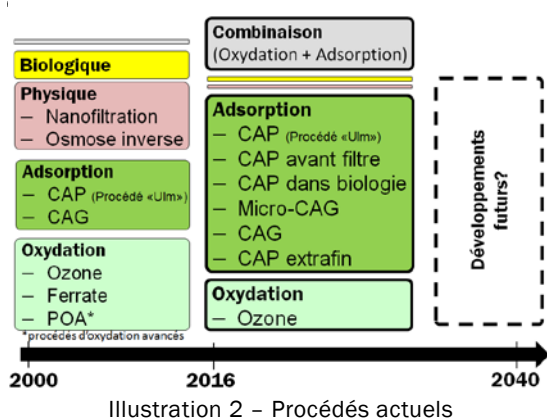 Biologique
Physique
– Nanofiltration
– Osmose inverse
Adsorption
– CAP (Procédé «Ulm»)
– CAG
Oxydation
– Ozone
– Ferrate
– POA*
*procédés d'oxydation avancés
Combinaison
(Oxydation + Adsorption)
Adsorption
– CAP (Procédé «Ulm»)
– CAP avant filtre
– CAP dans biologie
– Micro-CAG
– CAG
– CAP extrafin
Oxydation
– Ozone
Développements
futurs?
2000
2016
2040
Illustration 2 – Procédés actuels